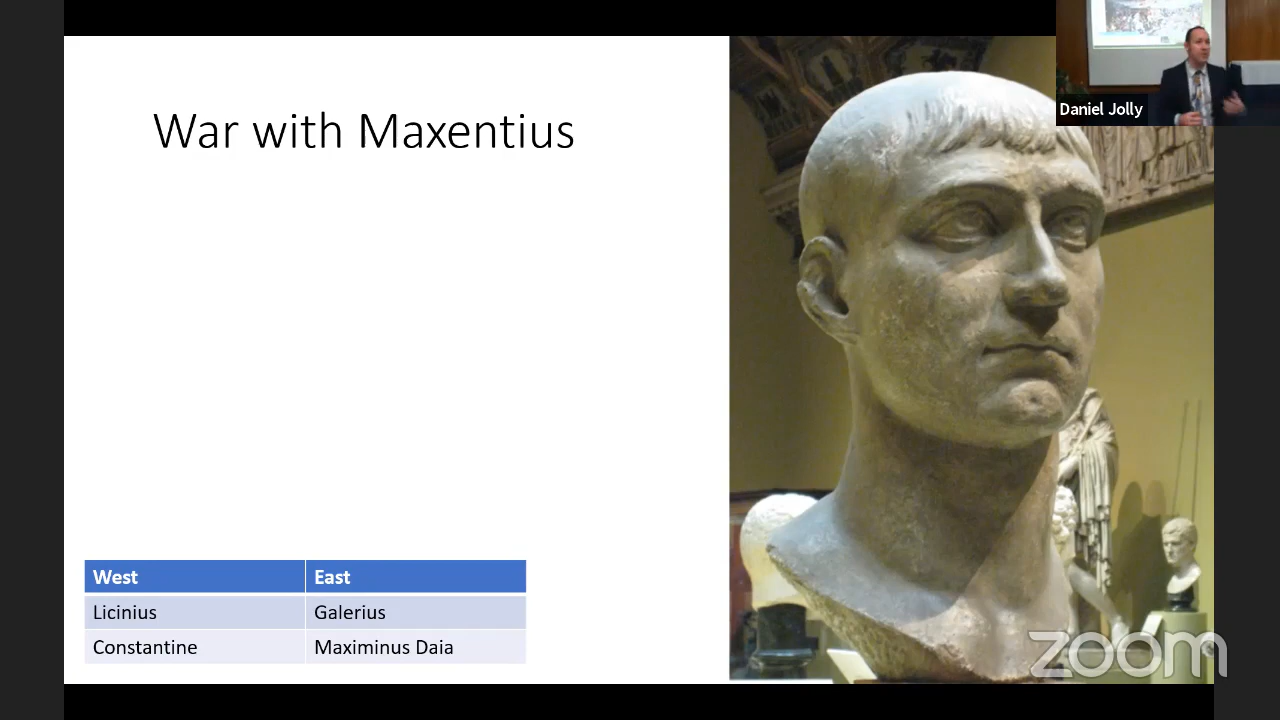 War with Maxentius
Daniel Jolly
West East
Licinius Galerius
Constantine Maximinus Daia
zoom